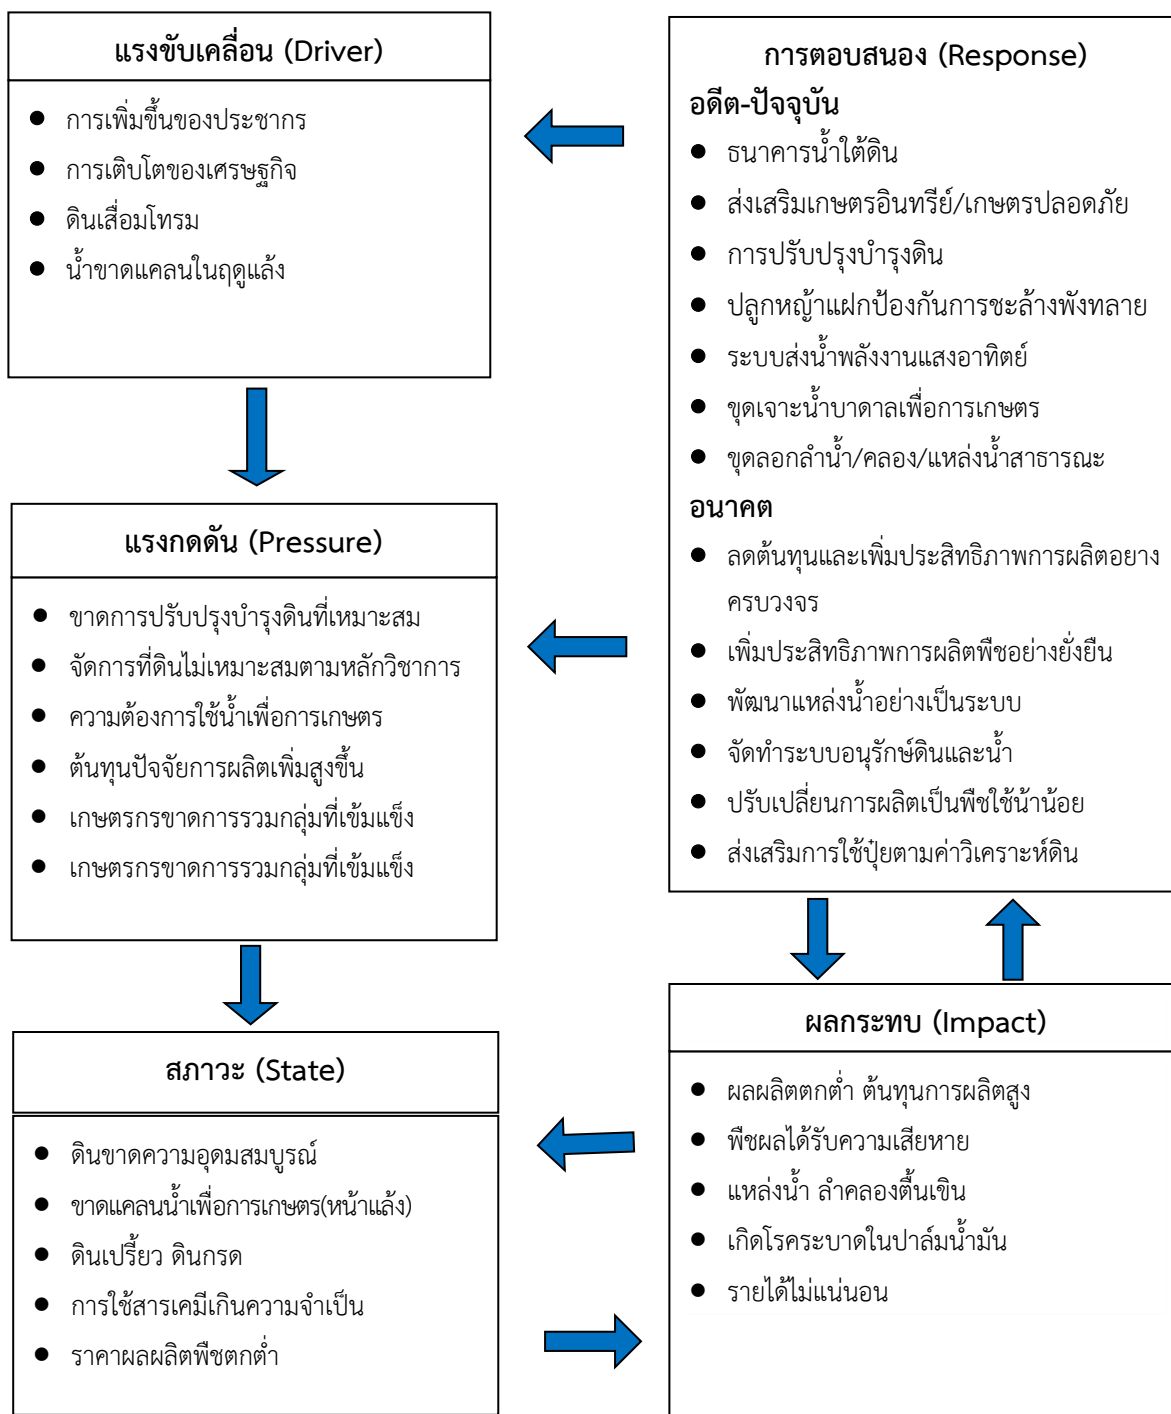 แรงขับเคลื่อน (Driver)
● การเพิ่มขึ้นของประชากร
● การเติบโตของเศรษฐกิจ
● ดินเสื่อมโทรม
● น้ำขาดแคลนในฤดูแล้ง
แรงกดดัน (Pressure)
● ขาดการปรับปรุงบำรุงดินที่เหมาะสม
● จัดการที่ดินไม่เหมาะสมตามหลักวิชาการ
● ความต้องการใช้น้ำเพื่อการเกษตร
● ต้นทุนปัจจัยการผลิตเพิ่มสูงขึ้น
● เกษตรกรขาดการรวมกลุ่มที่เข้มแข็ง
● เกษตรกรขาดการรวมกลุ่มที่เข้มแข็ง
สภาวะ (State)
● ดินขาดความอุดมสมบูรณ์
● ขาดแคลนน้ำเพื่อการเกษตร(หน้าแล้ง)
● ดินเปรี้ยว ดินกรด
● การใช้สารเคมีเกินความจำเป็น
● ราคาผลผลิตพืชตกต่ำ
การตอบสนอง (Response)
อดีต-ปัจจุบัน
● ธนาคารน้ำใต้ดิน
● ส่งเสริมเกษตรอินทรีย์/เกษตรปลอดภัย
● การปรับปรุงบำรุงดิน
● ปลูกหญ้าแฝกป้องกันการชะล้างพังทลาย
● ระบบส่งน้ำพลังงานแสงอาทิตย์
● ขุดเจาะน้ำบาดาลเพื่อการเกษตร
● ขุดลอกลำน้ำ/คลอง/แหล่งน้ำสาธารณะ
อนาคต
● ลดต้นทุนและเพิ่มประสิทธิภาพการผลิตอยาง
ครบวงจร
● เพิ่มประสิทธิภาพการผลิตพืชอย่างยั่งยืน
● พัฒนาแหล่งน้ำอย่างเป็นระบบ
● จัดทำระบบอนุรักษ์ดินและน้ำ
● ปรับเปลี่ยนการผลิตเป็นพืชใช้น้าน้อย
● ส่งเสริมการใช้ปุ๋ยตามค่าวิเคราะห์ดิน
ผลกระทบ (Impact)
● ผลผลิตตกต่ำ ต้นทุนการผลิตสูง
● พืชผลได้รับความเสียหาย
● แหล่งน้ำ ลำคลองตื้นเขิน
● เกิดโรคระบาดในปาล์มน้ำมัน
● รายได้ไม่แน่นอน